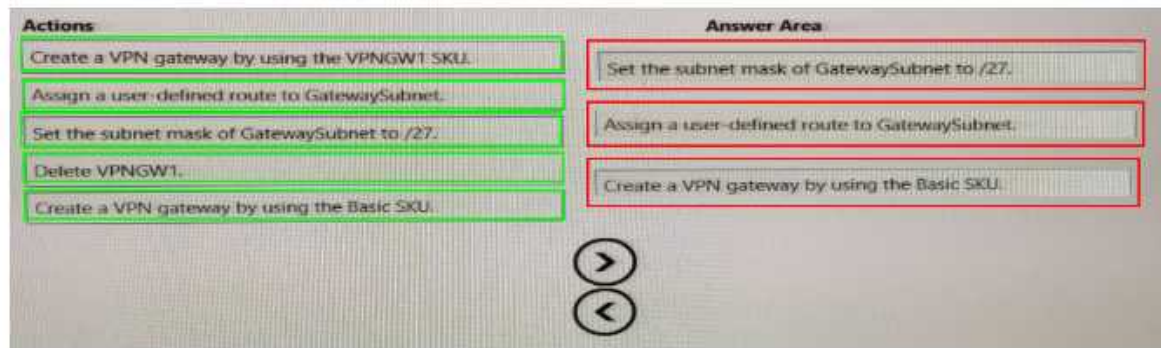 Actions
Create a VPN gateway by using the VPNGW1 SKU.
Assign a user-defined route to GatewaySubnet.
Set the subnet mask of GatewaySubnet to /27.
Delete VPNGW1.
Create a VPN gateway by using the Basic SKU.
Answer Area
Set the subnet mask of GatewaySubnet to /27.
Assign a user-defined route to GatewaySubnet.
Create a VPN gateway by using the Basic SKU.